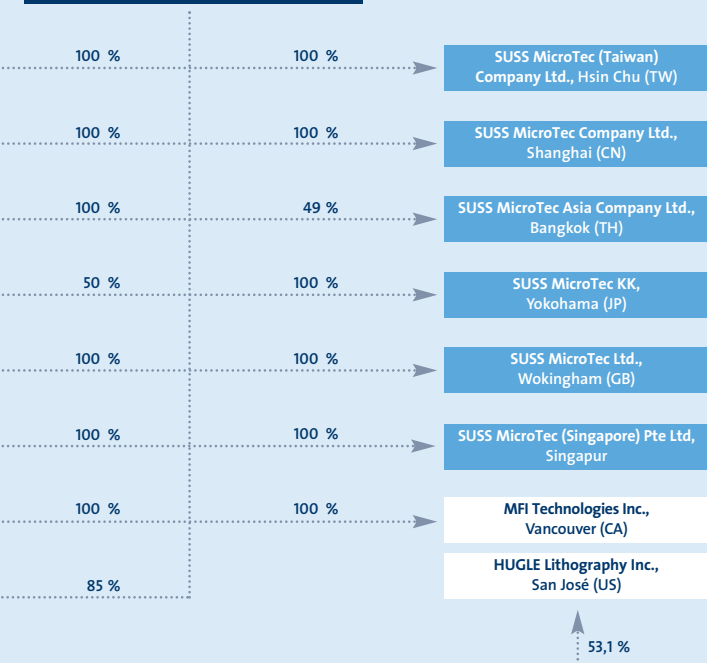 100 %
100 %
SUSS MicroTec (Taiwan)
Company Ltd., Hsin Chu (TW)
100 %
100 %
SUSS MicroTec Company Ltd.,
Shanghai (CN)
100 %
49 %
SUSS MicroTec Asia Company Ltd.,
Bangkok (TH)
50 %
100 %
SUSS MicroTec KK,
Yokohama (JP)
100 %
100 %
SUSS MicroTec Ltd.,
Wokingham (GB)
100 %
100 %
SUSS MicroTec (Singapore) Pte Ltd,
Singapur
100 %
100 %
MFI Technologies Inc.,
Vancouver (CA)
85 %
HUGLE Lithography Inc.,
San José (US)
53,1 %